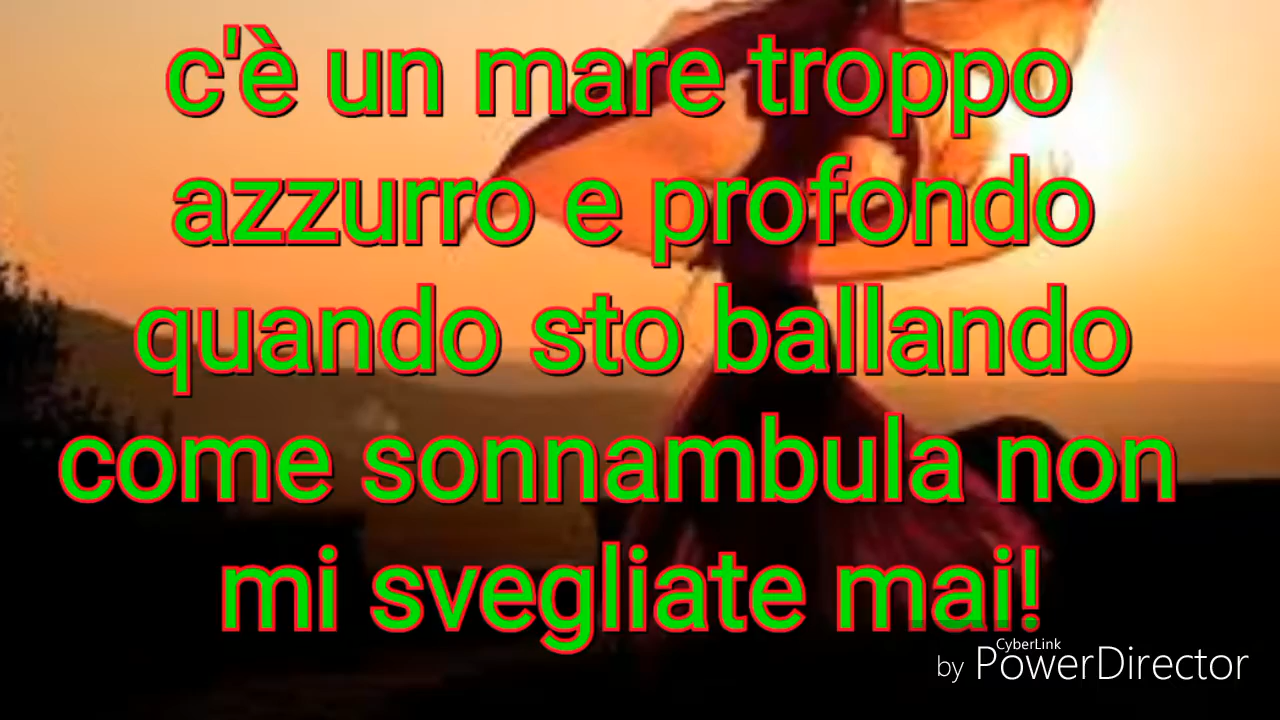 c'è un mare troppo
azzurro e profondo
quando sto ballando
come sonnambula non
mi svegliate mai!
CyberLink
by PowerDirector